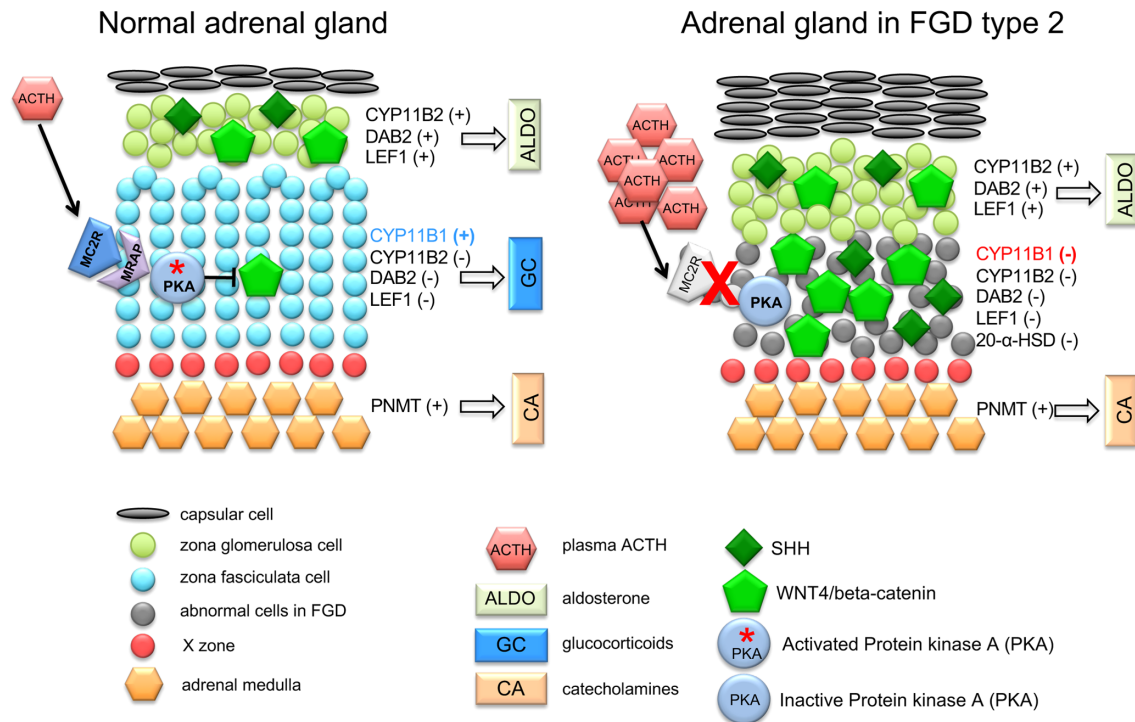 Normal adrenal gland
ACTH
CYP11B2 (+)
DAB2 (+)
LEF1 (+)
ALDO
MC2R
MRAP
*
PKA
CYP11B1 (+)
CYP11B2 (-)
DAB2 (-)
LEF1 (-)
GC
PNMT (+)
CA
Adrenal gland in FGD type 2
ACTH
ACTH
ACTH
ACTH
ACTH
ACTH
CYP11B2 (+)
DAB2 (+)
LEF1 (+)
ALDO
MC2R
X
PKA
CYP11B1 (-)
CYP11B2 (-)
DAB2 (-)
LEF1 (-)
20-α-HSD (-)
PNMT (+)
CA
capsular cell
zona glomerulosa cell
zona fasciculata cell
abnormal cells in FGD
X zone
adrenal medulla
ACTH plasma ACTH
ALDO aldosterone
GC glucocorticoids
CA catecholamines
SHH
WNT4/beta-catenin
* PKA Activated Protein kinase A (PKA)
PKA Inactive Protein kinase A (PKA)